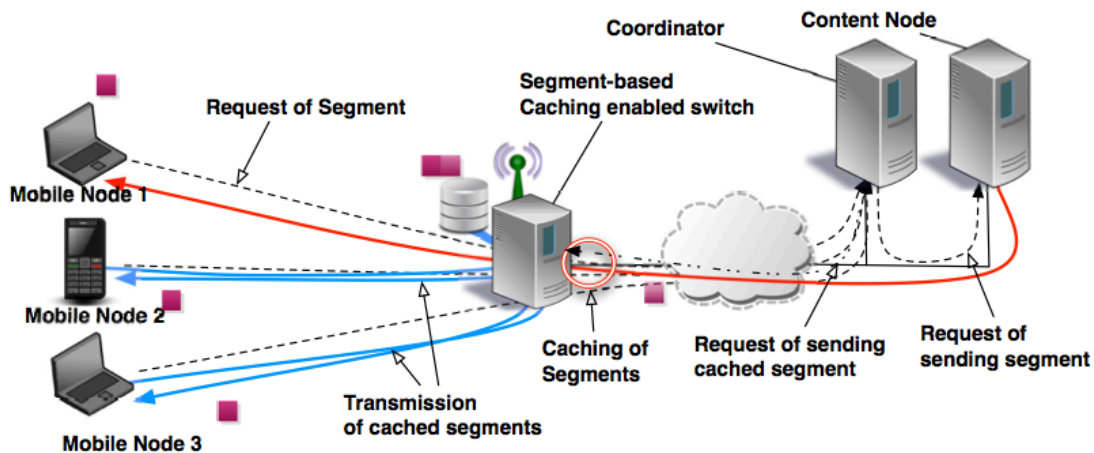 Content Node
Coordinator
Segment-based
Caching enabled switch
Request of Segment
Mobile Node 1
Mobile Node 2
Mobile Node 3
Transmission
of cached segments
Caching of
Segments
Request of sending
cached segment
Request of
sending segment